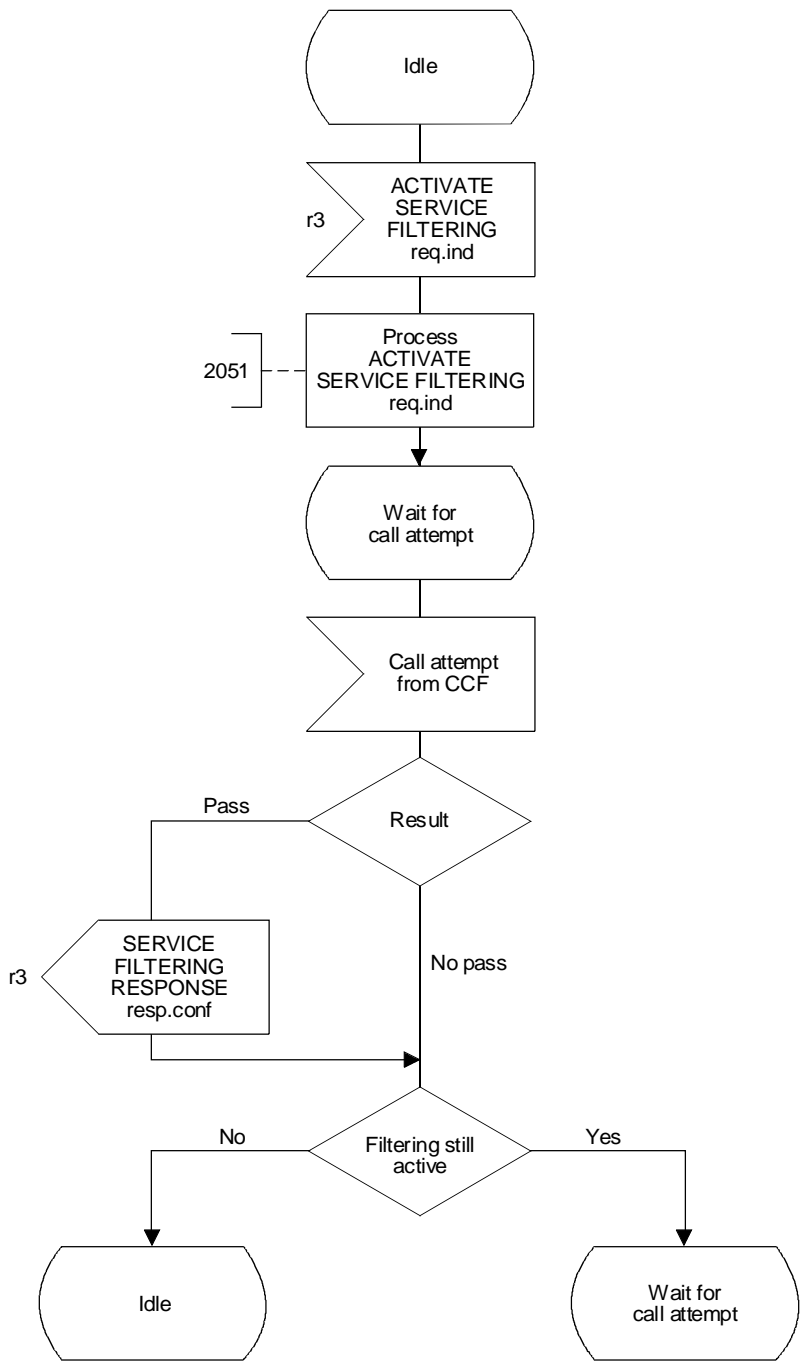 Idle
r3
ACTIVATE
SERVICE
FILTERING
req.ind
2051
Process
ACTIVATE
SERVICE FILTERING
req.ind
Wait for
call attempt
Call attempt
from CCF
Pass
Result
r3
SERVICE
FILTERING
RESPONSE
resp.conf
No pass
No
Filtering still
active
Yes
Idle
Wait for
call attempt